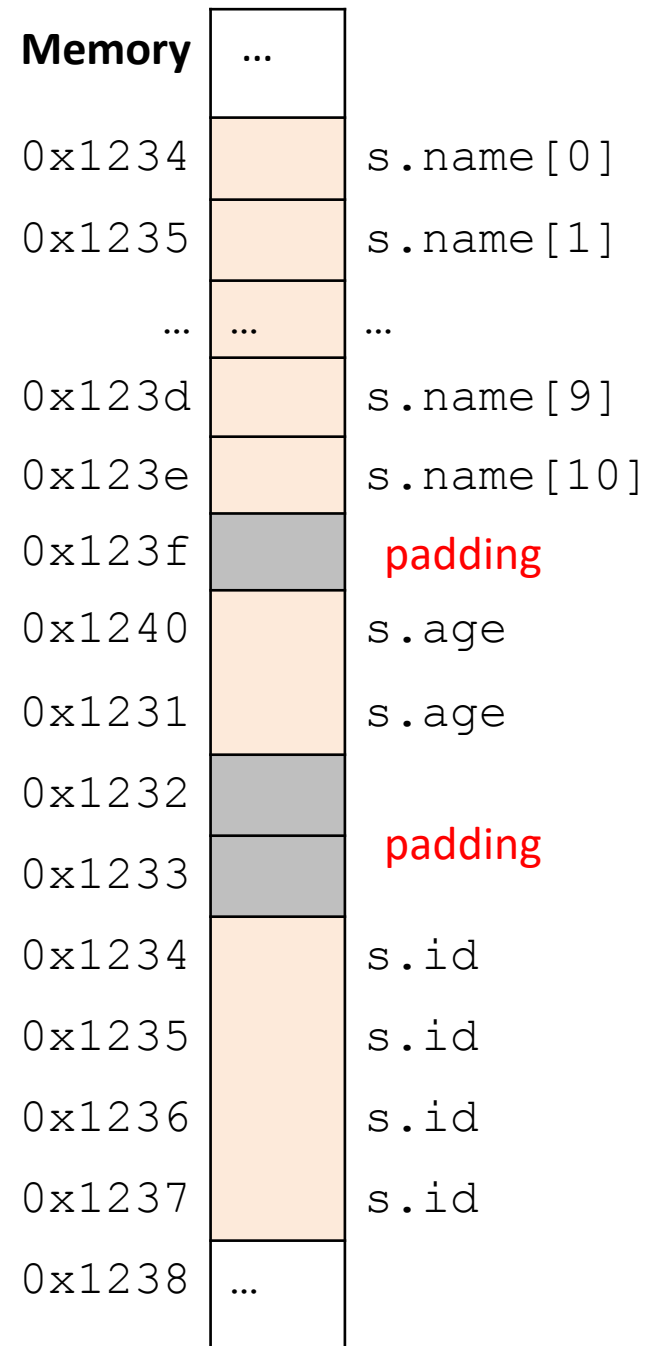 Memory …
0x1234 s.name[0]
0x1235 s.name[1]
… … …
0x123d s.name[9]
0x123e s.name[10]
0x123f padding
0x1240 s.age
0x1231 s.age
0x1232
padding
0x1233
0x1234 s.id
0x1235 s.id
0x1236 s.id
0x1237 s.id
0x1238 …